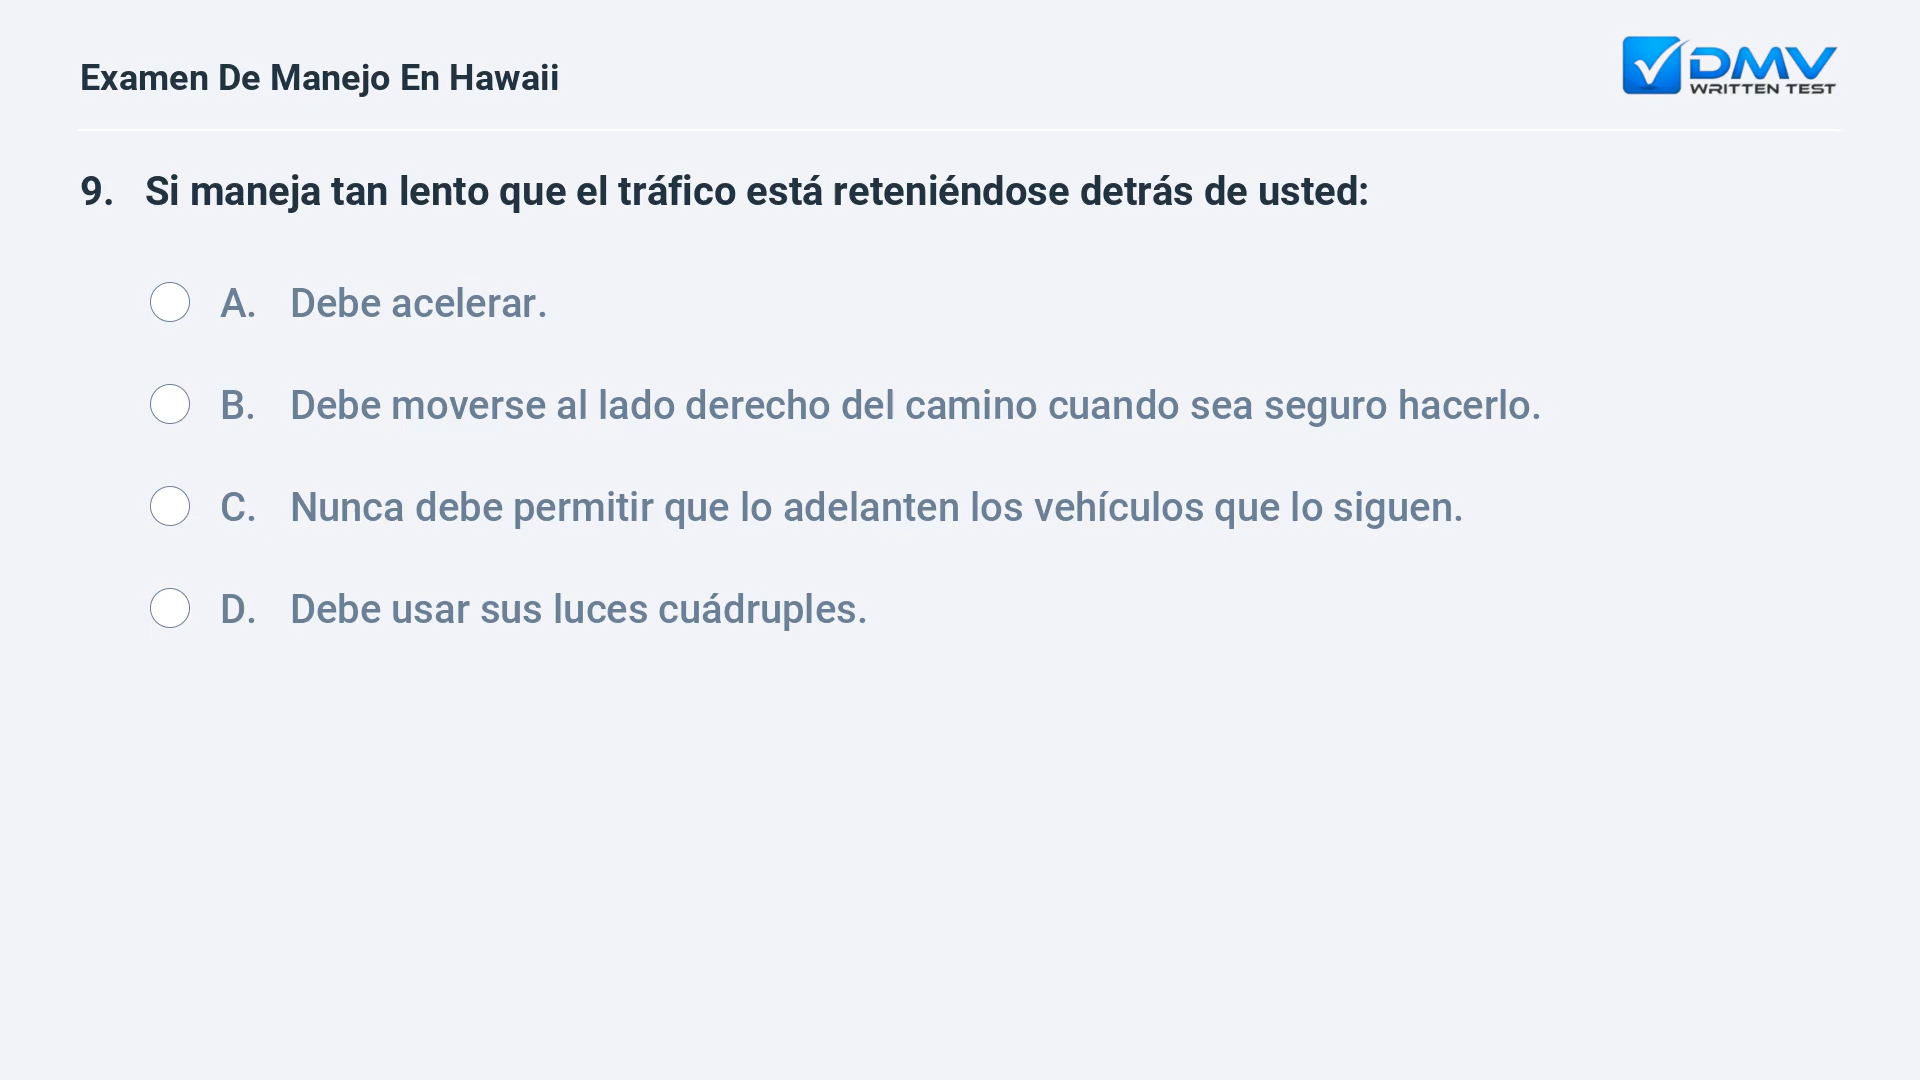 Examen De Manejo En Hawaii
DMV
WRITTEN TEST
9. Si maneja tan lento que el tráfico está reteniéndose detrás de usted:
A. Debe acelerar.
B. Debe moverse al lado derecho del camino cuando sea seguro hacerlo.
C. Nunca debe permitir que lo adelanten los vehículos que lo siguen.
D. Debe usar sus luces cuádruples.